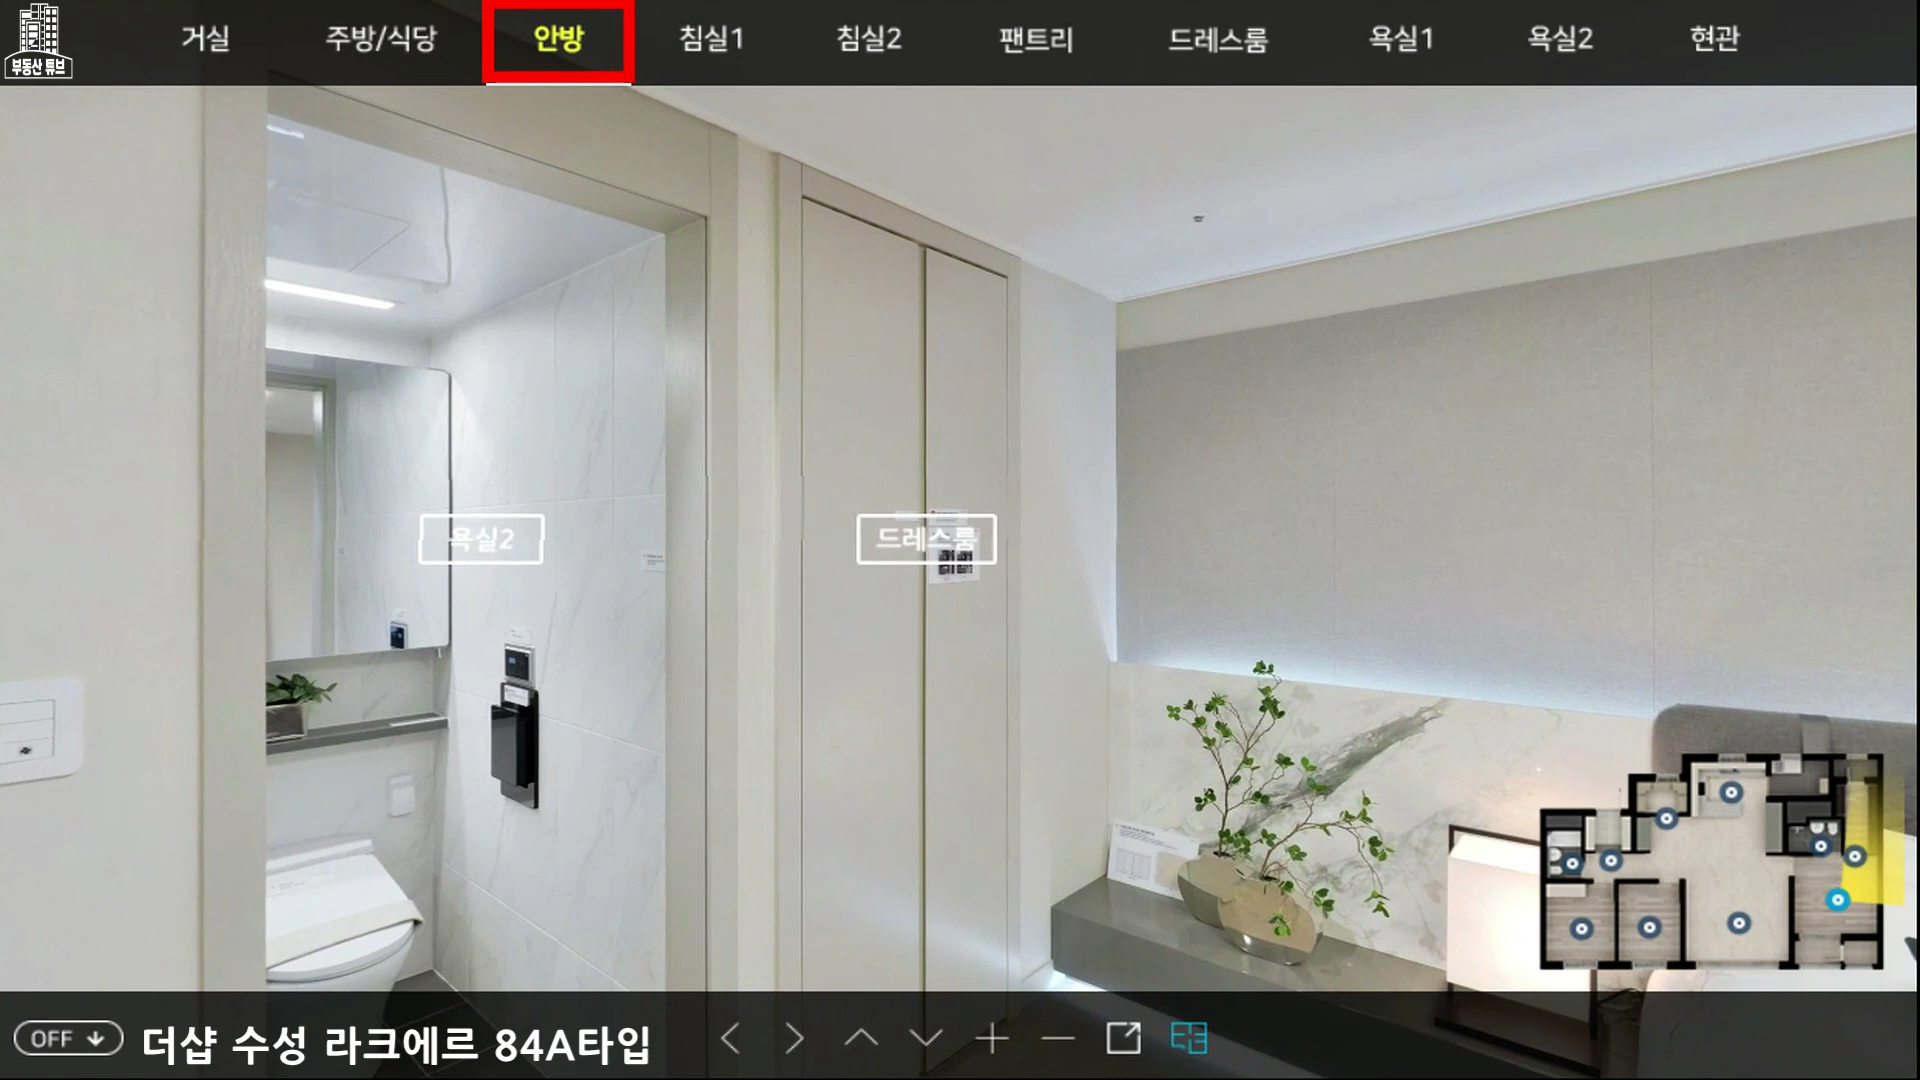 부동산 튜브
거실
주방/식당
안방
침실1
침실2
팬트리
드레스룸
욕실1
욕실2
현관
욕실2
드레스룸
OFF
더샵 수성 라크에르 84A타입